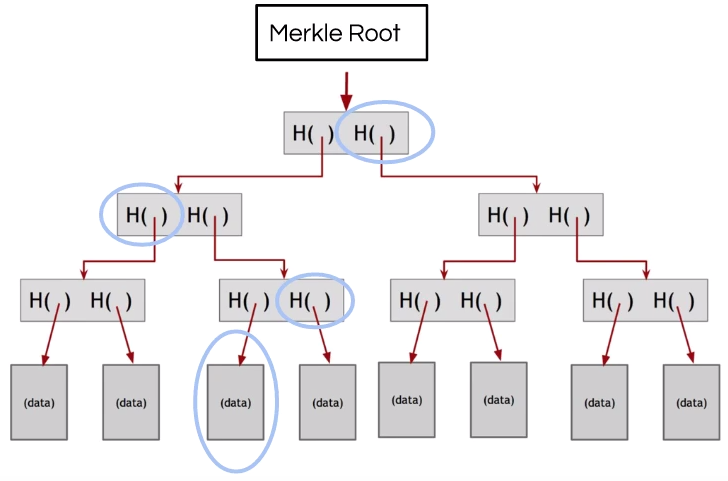 Merkle Root
H( ) H( )
H( ) H( )
H( ) H( )
H( ) H( )
H( ) H( )
H( ) H( )
H( ) H( )
(data)
(data)
(data)
(data)
(data)
(data)
(data)
(data)